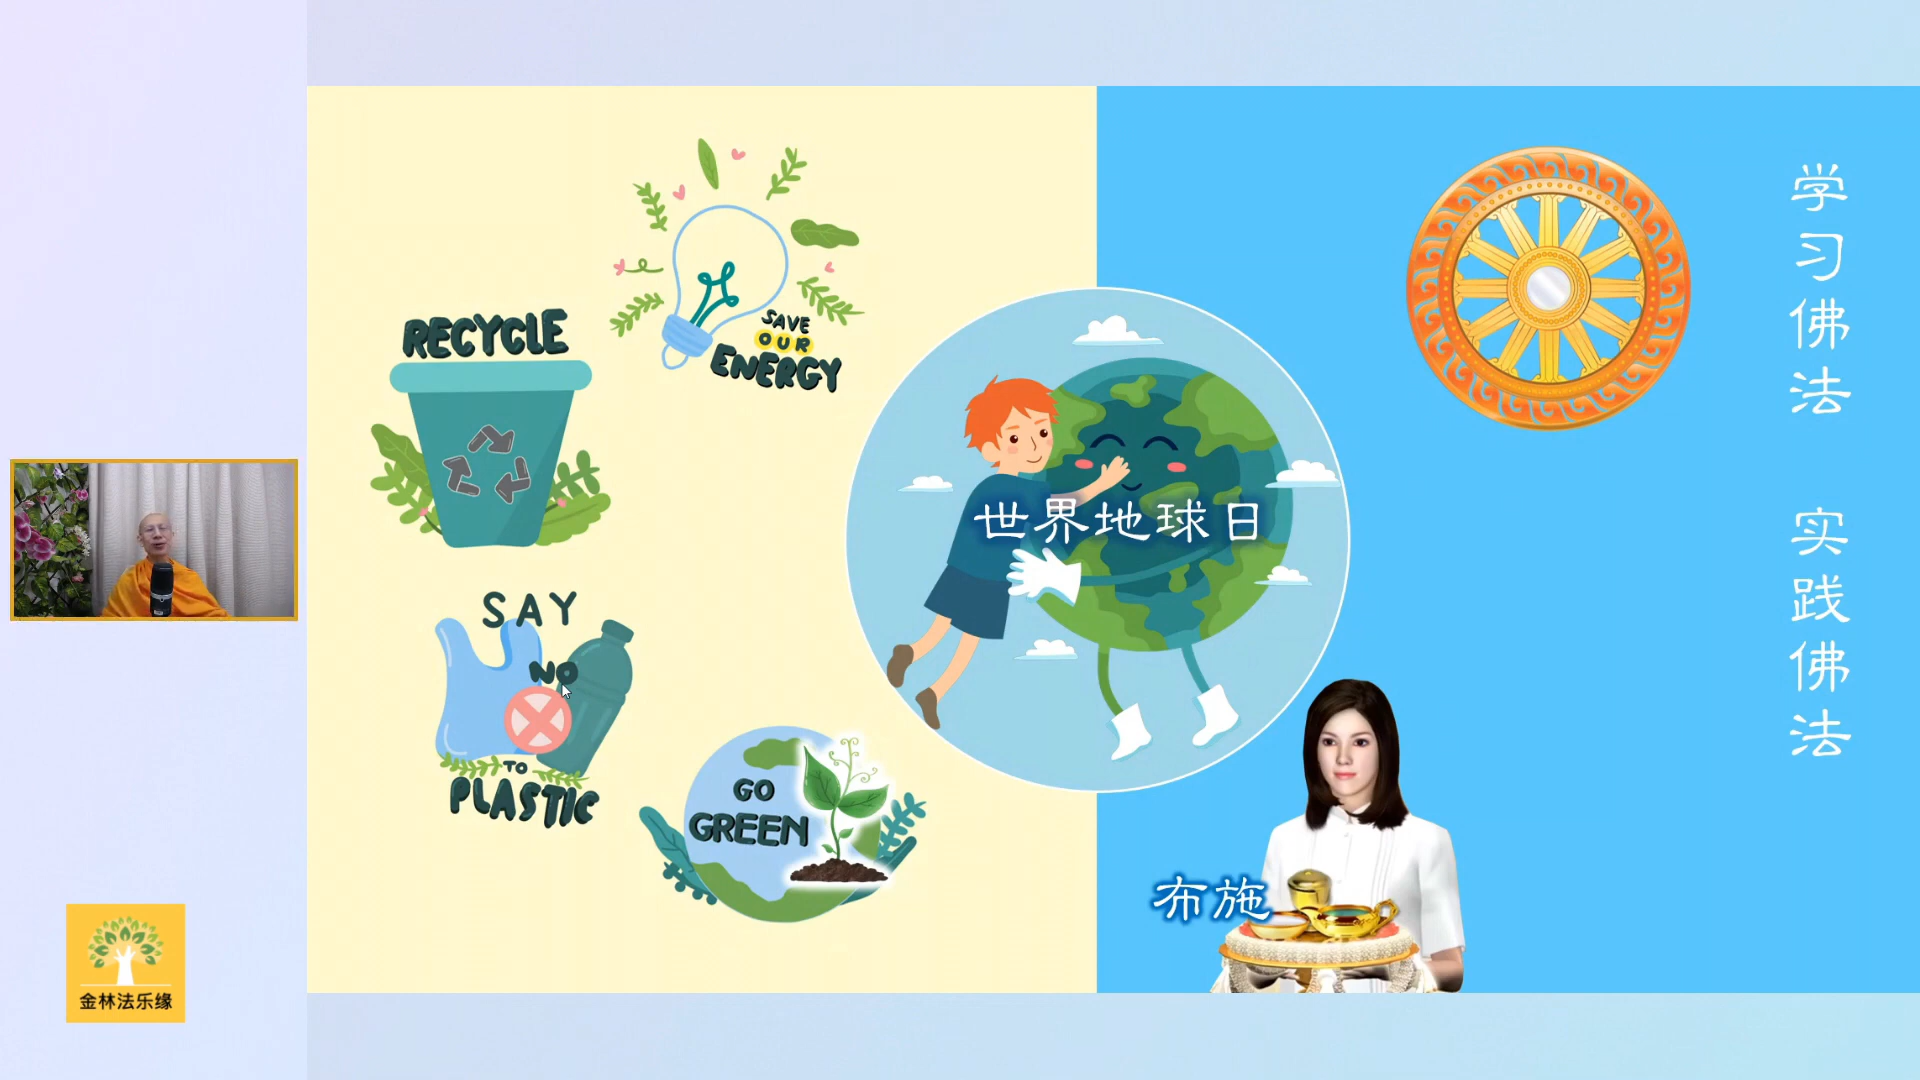 SAVE
OUR
ENERGY
RECYCLE
SAY
NO
TO
PLASTIC
GO
GREEN
世界地球日
布施
学习佛法 实践佛法
金林法乐缘